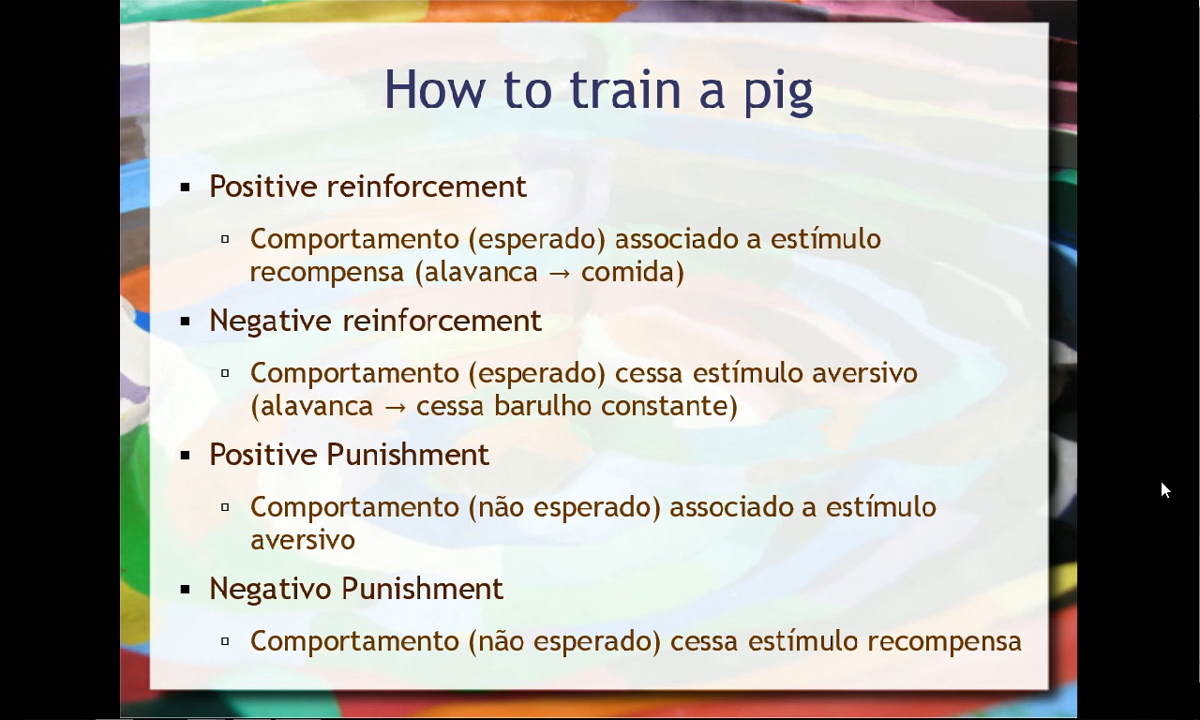 How to train a pig
Positive reinforcement
Comportamento (esperado) associado a estímulo
recompensa (alavanca → comida)
Negative reinforcement
Comportamento (esperado) cessa estímulo aversivo
(alavanca → cessa barulho constante)
Positive Punishment
Comportamento (não esperado) associado a estímulo
aversivo
Negativo Punishment
Comportamento (não esperado) cessa estímulo recompensa